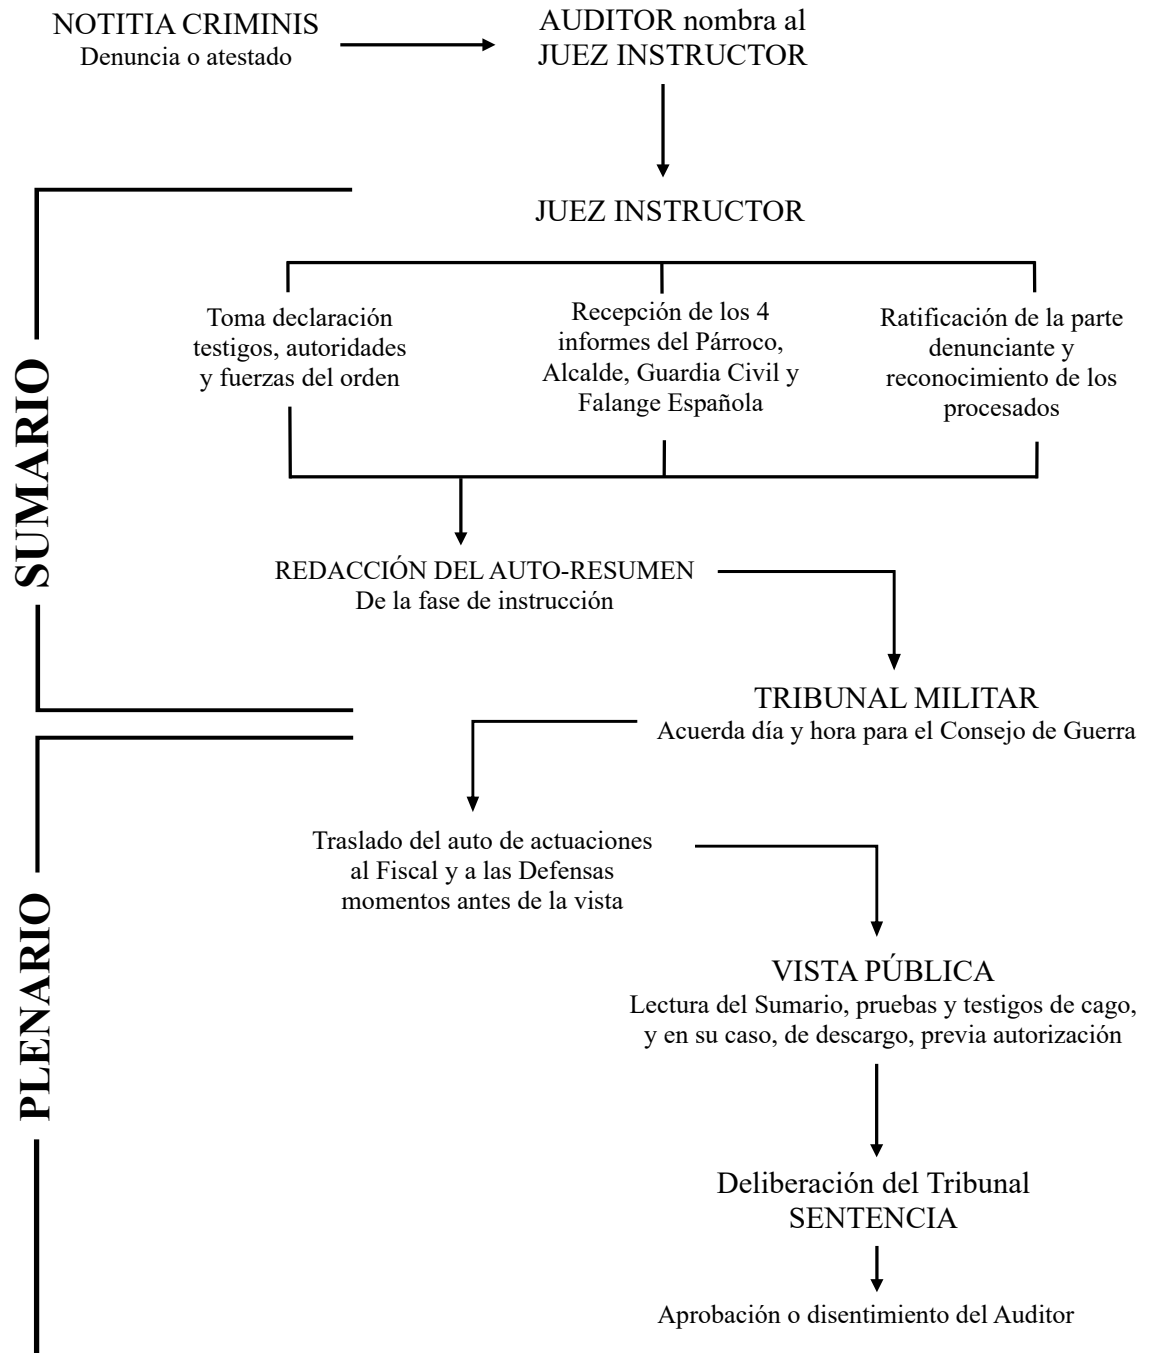 NOTITIA CRIMINIS
Denuncia o atestado
AUDITOR nombra al
JUEZ INSTRUCTOR
SUMARIO
JUEZ INSTRUCTOR
Toma declaración
testigos, autoridades
y fuerzas del orden
Recepción de los 4
informes del Párroco,
Alcalde, Guardia Civil y
Falange Española
Ratificación de la parte
denunciante y
reconocimiento de los
procesados
REDACCIÓN DEL AUTO-RESUMEN
De la fase de instrucción
TRIBUNAL MILITAR
Acuerda día y hora para el Consejo de Guerra
PLENARIO
Traslado del auto de actuaciones
al Fiscal y a las Defensas
momentos antes de la vista
VISTA PÚBLICA
Lectura del Sumario, pruebas y testigos de cago,
y en su caso, de descargo, previa autorización
Deliberación del Tribunal
SENTENCIA
Aprobación o disentimiento del Auditor